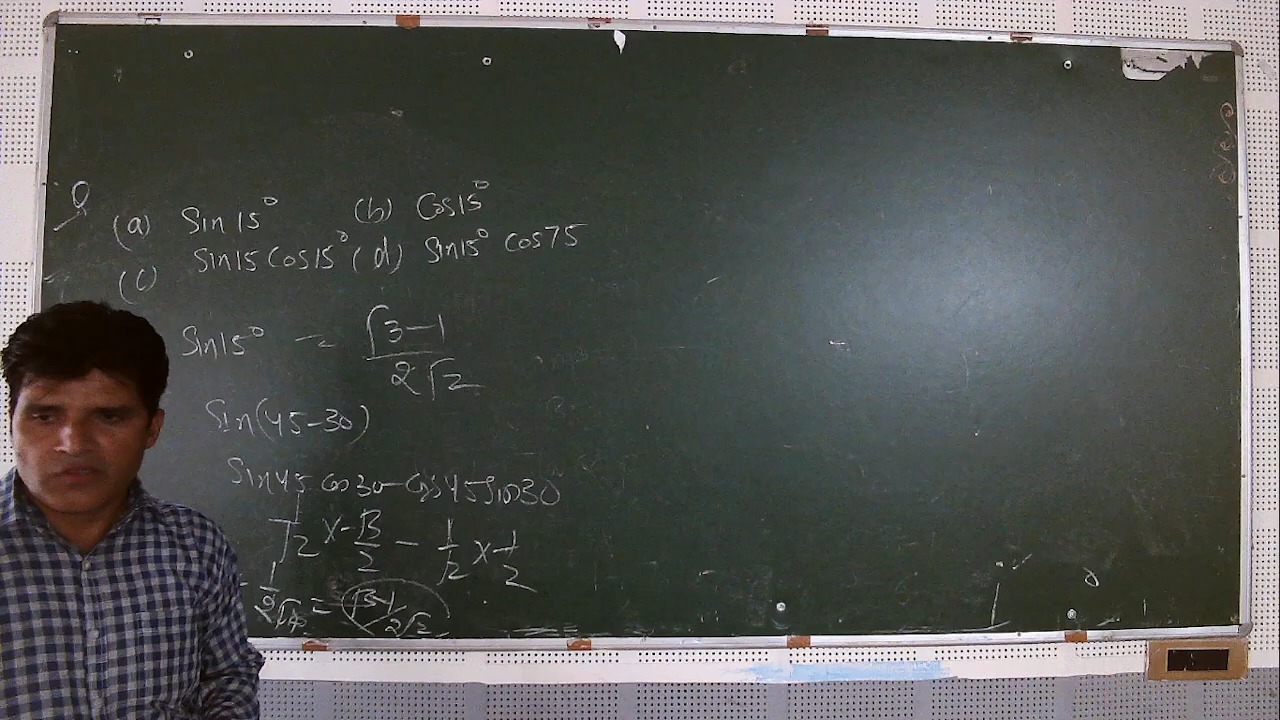 Q (a) Sin 15° (b) Cos15°
(c) Sin15 Cos15° (d) Sin15° Cos75
Sin15° = √3-1 / 2√2
Sin(45-30)
Sin45 Cos30 - Cos45 Sin30
1/√2 × √3/2 - 1/√2 × 1/2
= √3-1 / 2√2